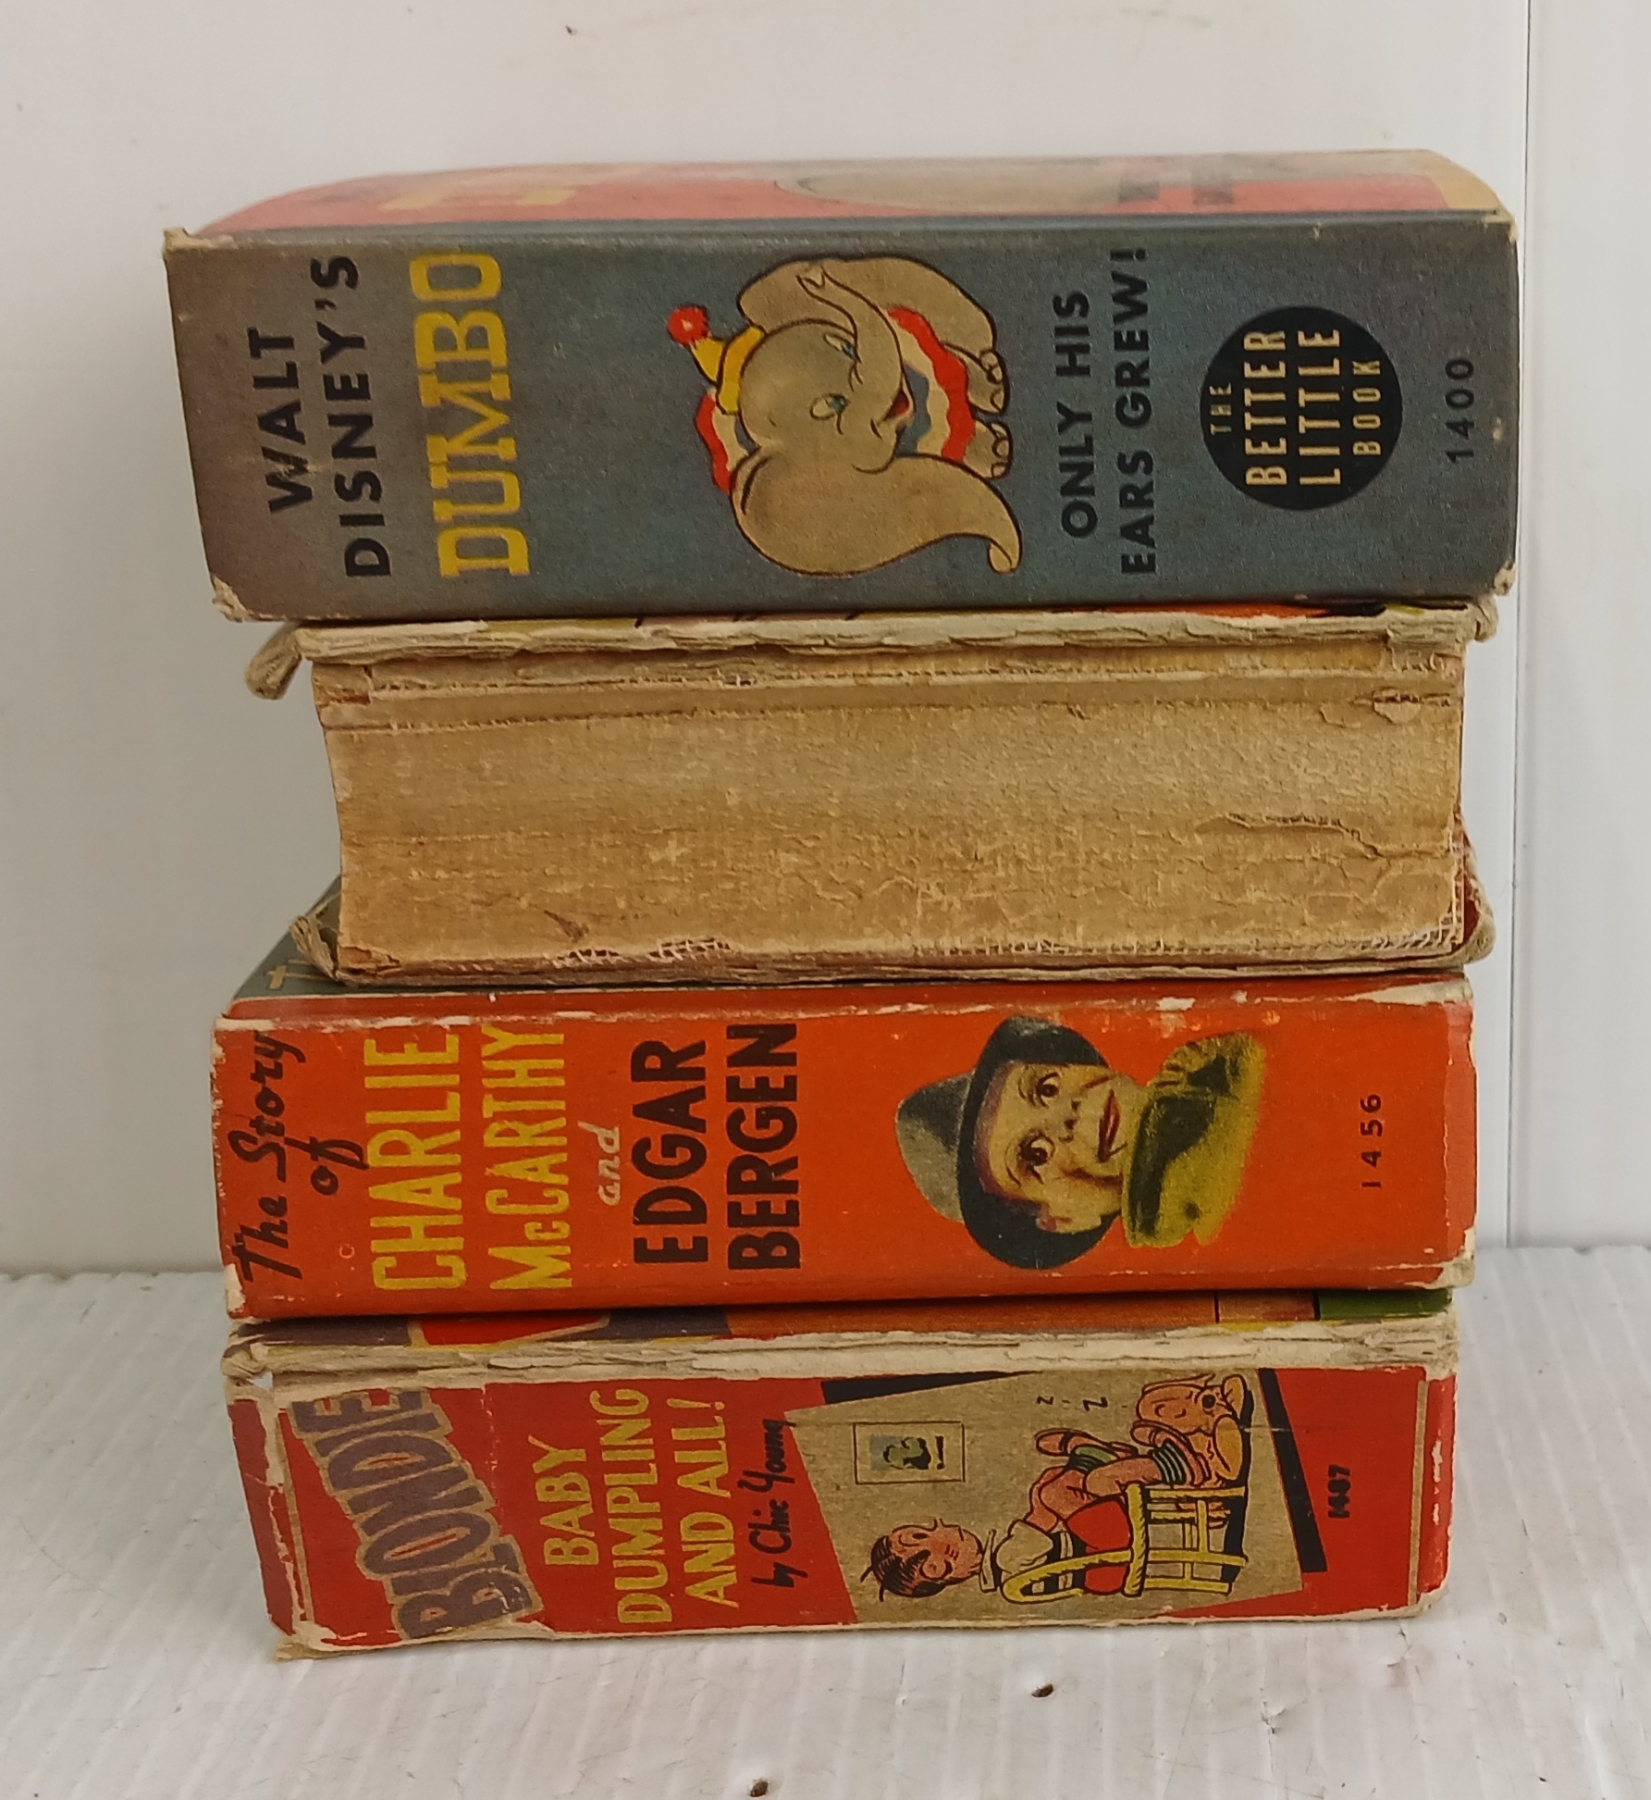 WALT
DISNEY'S
DUMBO
ONLY HIS
EARS GREW!
THE
BETTER
LITTLE
BOOK
1400
The Story
of
CHARLIE
McCARTHY
and
EDGAR
BERGEN
1456
BLONDIE
BABY
DUMPLING
AND ALL!
by Chic Young
z z